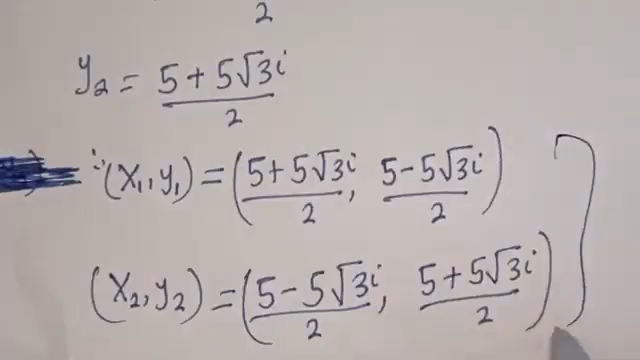 2
y₂ = (5 + 5√3i)/2
∴ (x₁, y₁) = ((5 + 5√3i)/2, (5 - 5√3i)/2)
(x₂, y₂) = ((5 - 5√3i)/2, (5 + 5√3i)/2)